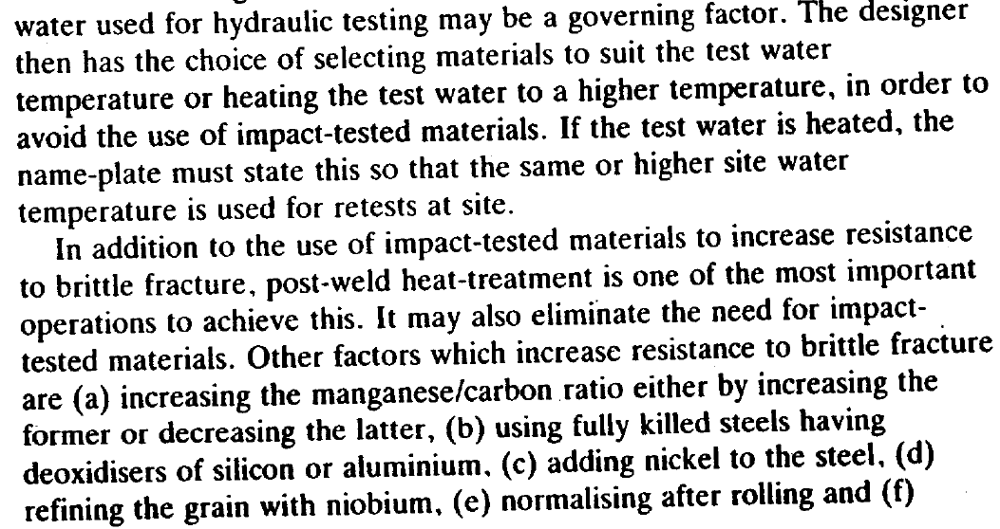 water used for hydraulic testing may be a governing factor. The designer
then has the choice of selecting materials to suit the test water
temperature or heating the test water to a higher temperature, in order to
avoid the use of impact-tested materials. If the test water is heated, the
name-plate must state this so that the same or higher site water
temperature is used for retests at site.
In addition to the use of impact-tested materials to increase resistance
to brittle fracture, post-weld heat-treatment is one of the most important
operations to achieve this. It may also eliminate the need for impact-
tested materials. Other factors which increase resistance to brittle fracture
are (a) increasing the manganese/carbon ratio either by increasing the
former or decreasing the latter, (b) using fully killed steels having
deoxidisers of silicon or aluminium, (c) adding nickel to the steel, (d)
refining the grain with niobium, (e) normalising after rolling and (f)